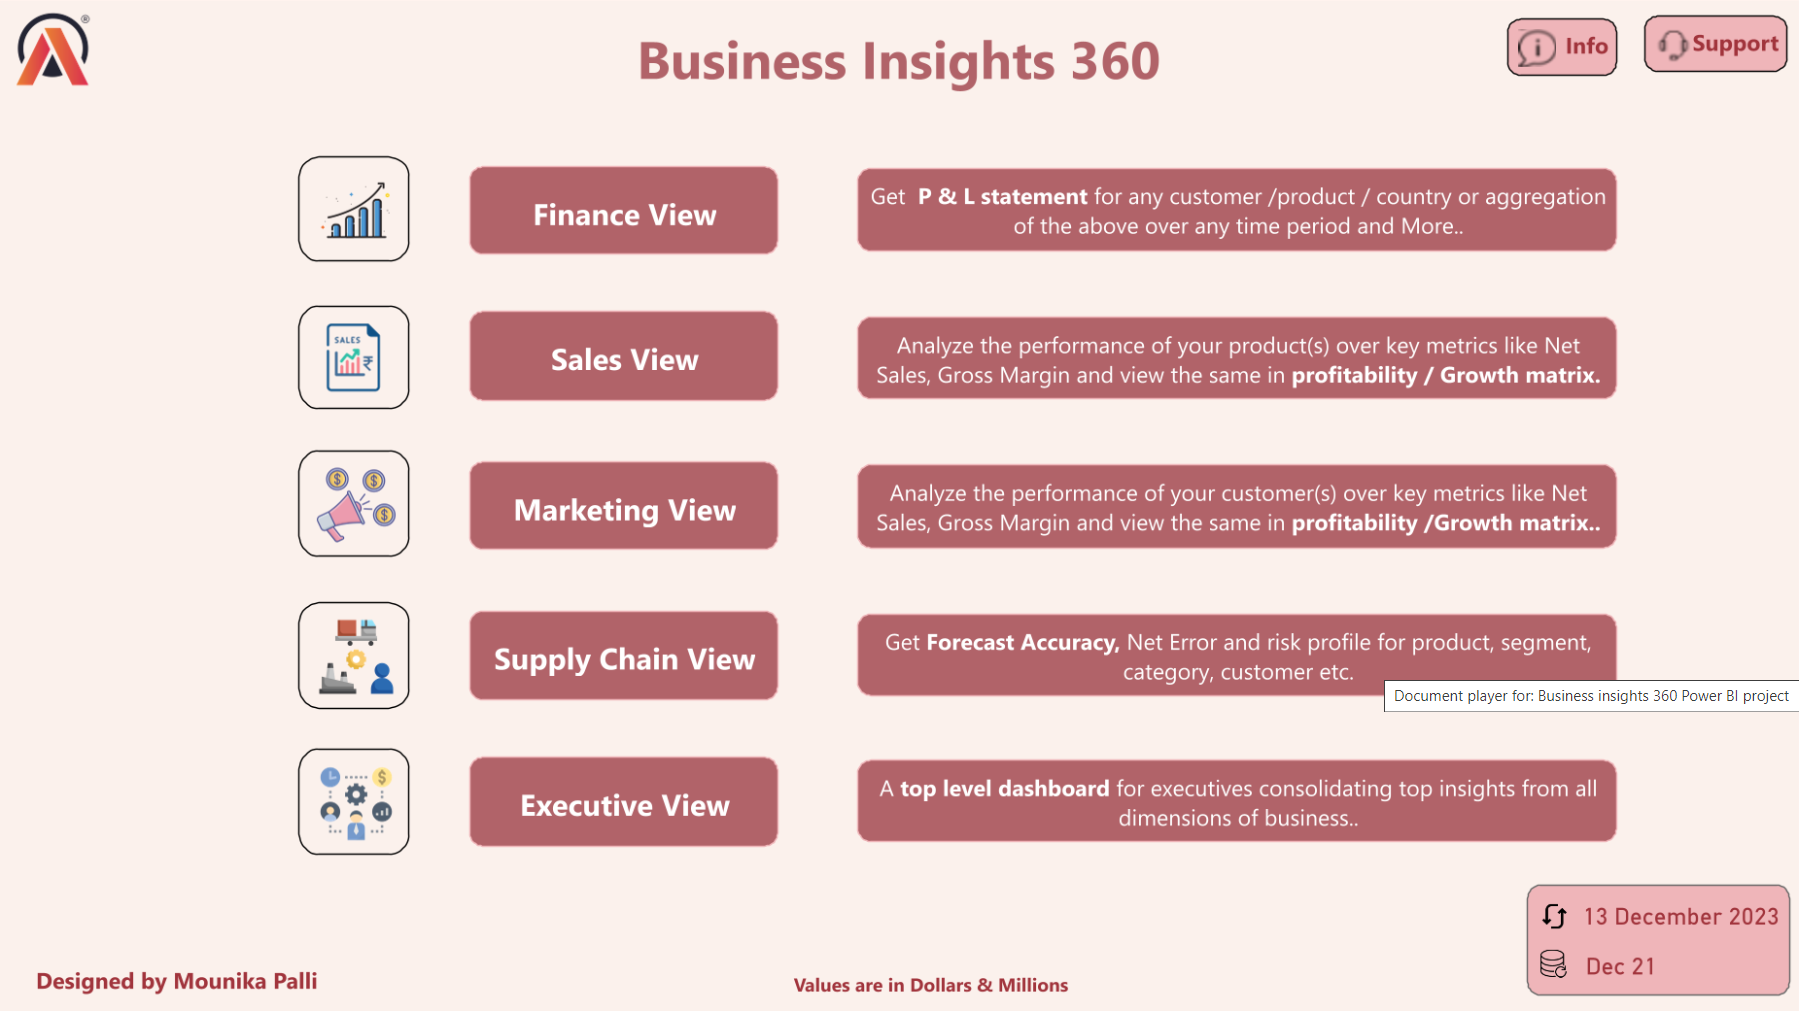 ®
Business Insights 360
Info
Support
Finance View
Get P & L statement for any customer /product / country or aggregation
of the above over any time period and More..
SALES
₹
Sales View
Analyze the performance of your product(s) over key metrics like Net
Sales, Gross Margin and view the same in profitability / Growth matrix.
$ $
$
Marketing View
Analyze the performance of your customer(s) over key metrics like Net
Sales, Gross Margin and view the same in profitability /Growth matrix..
Supply Chain View
Get Forecast Accuracy, Net Error and risk profile for product, segment,
category, customer etc.
Document player for: Business insights 360 Power BI project
$
Executive View
A top level dashboard for executives consolidating top insights from all
dimensions of business..
13 December 2023
Dec 21
Designed by Mounika Palli
Values are in Dollars & Millions